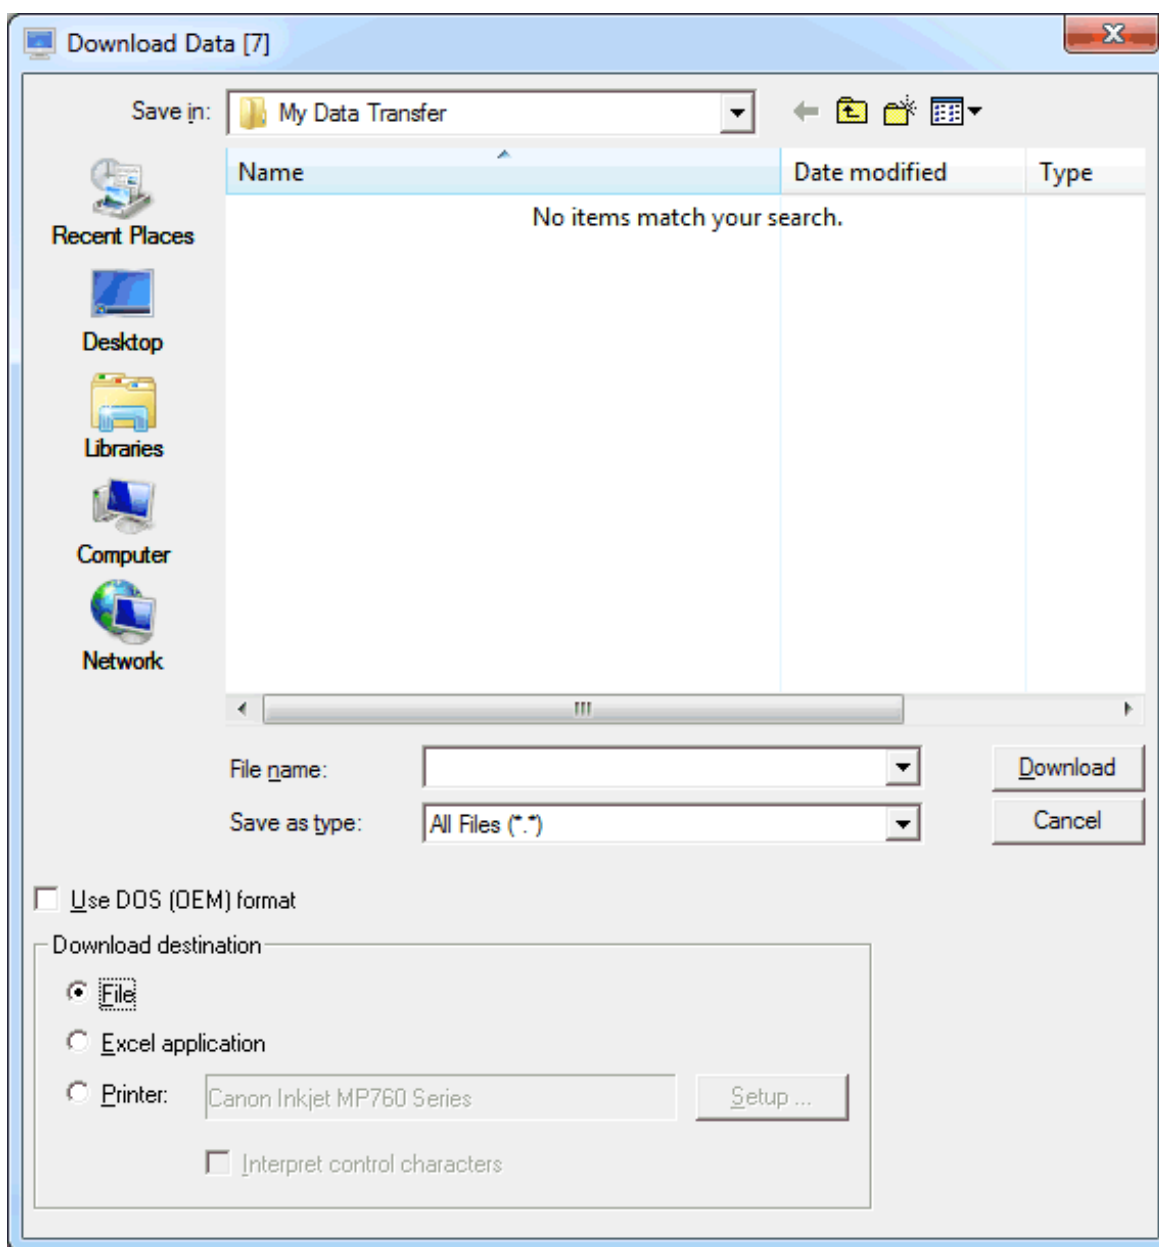 Download Data [7]
Save in: My Data Transfer
Name Date modified Type
No items match your search.
Recent Places
Desktop
Libraries
Computer
Network
File name: Download
Save as type: All Files (*.*) Cancel
Use DOS (OEM) format
Download destination
File
Excel application
Printer: Canon Inkjet MP760 Series Setup ...
Interpret control characters